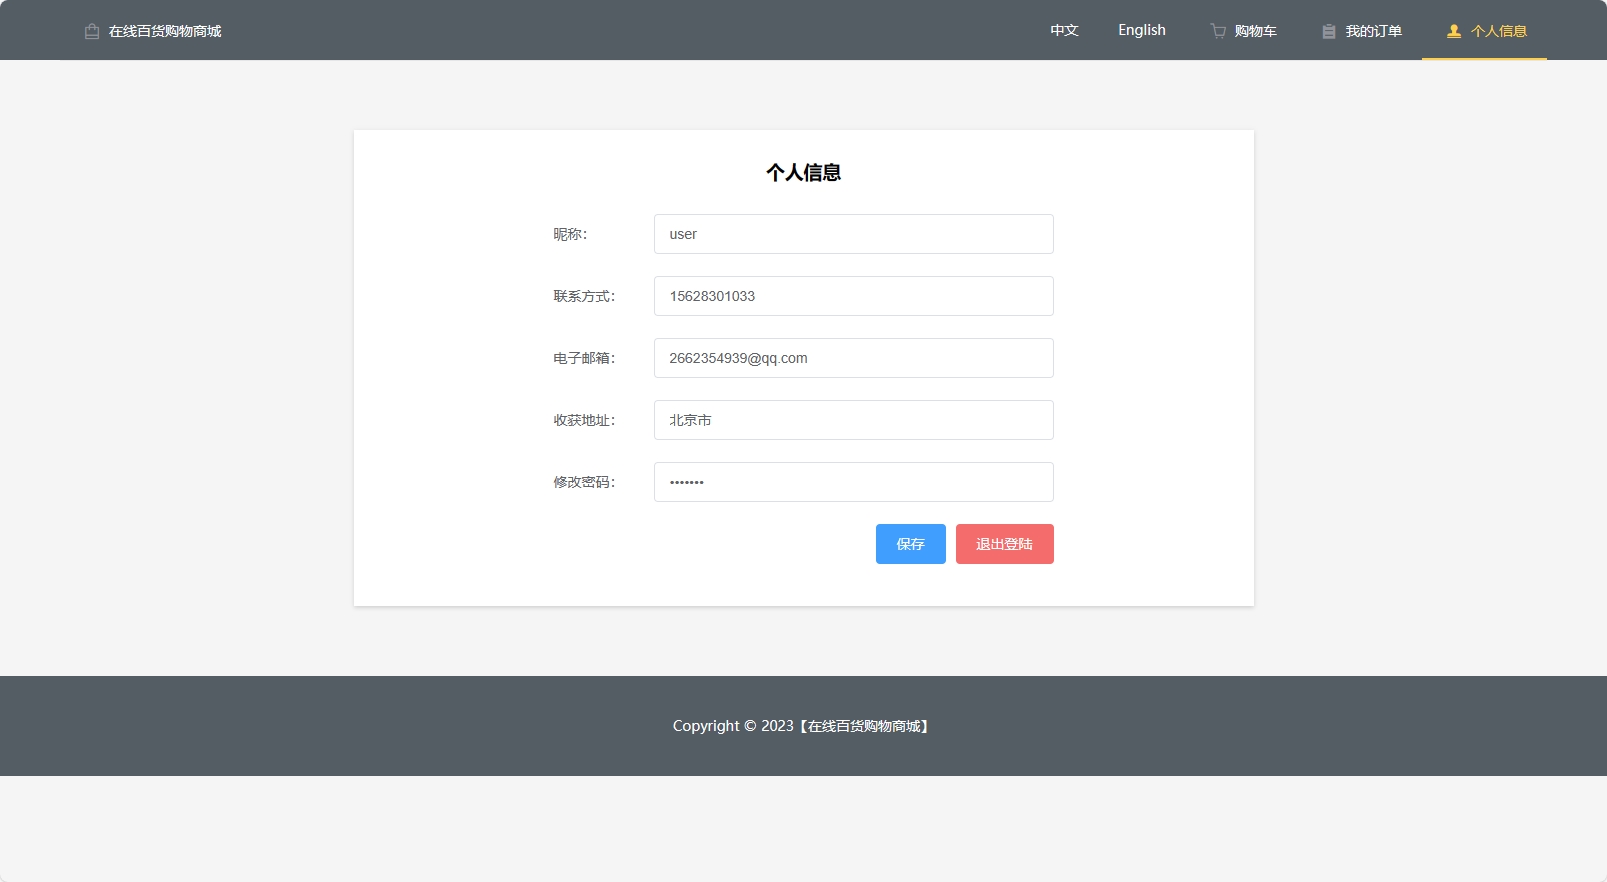 在线百货购物商城 中文 English 购物车 我的订单 个人信息
个人信息
昵称： user
联系方式： 15628301033
电子邮箱： 2662354939@qq.com
收获地址： 北京市
修改密码： •••••••
保存 退出登陆
Copyright © 2023【在线百货购物商城】